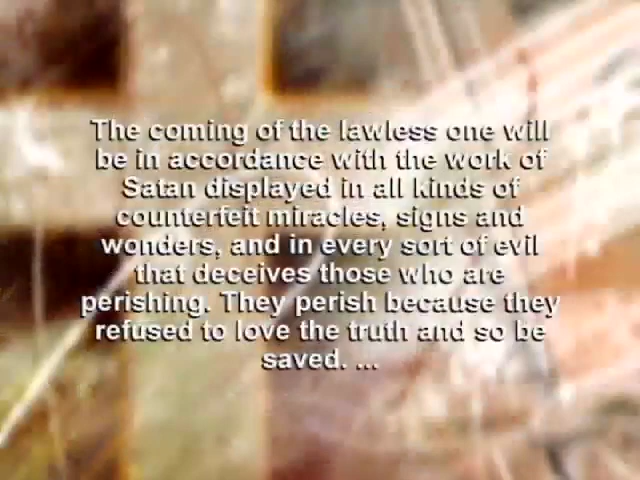 The coming of the lawless one will
be in accordance with the work of
Satan displayed in all kinds of
counterfeit miracles, signs and
wonders, and in every sort of evil
that deceives those who are
perishing. They perish because they
refused to love the truth and so be
saved. ...